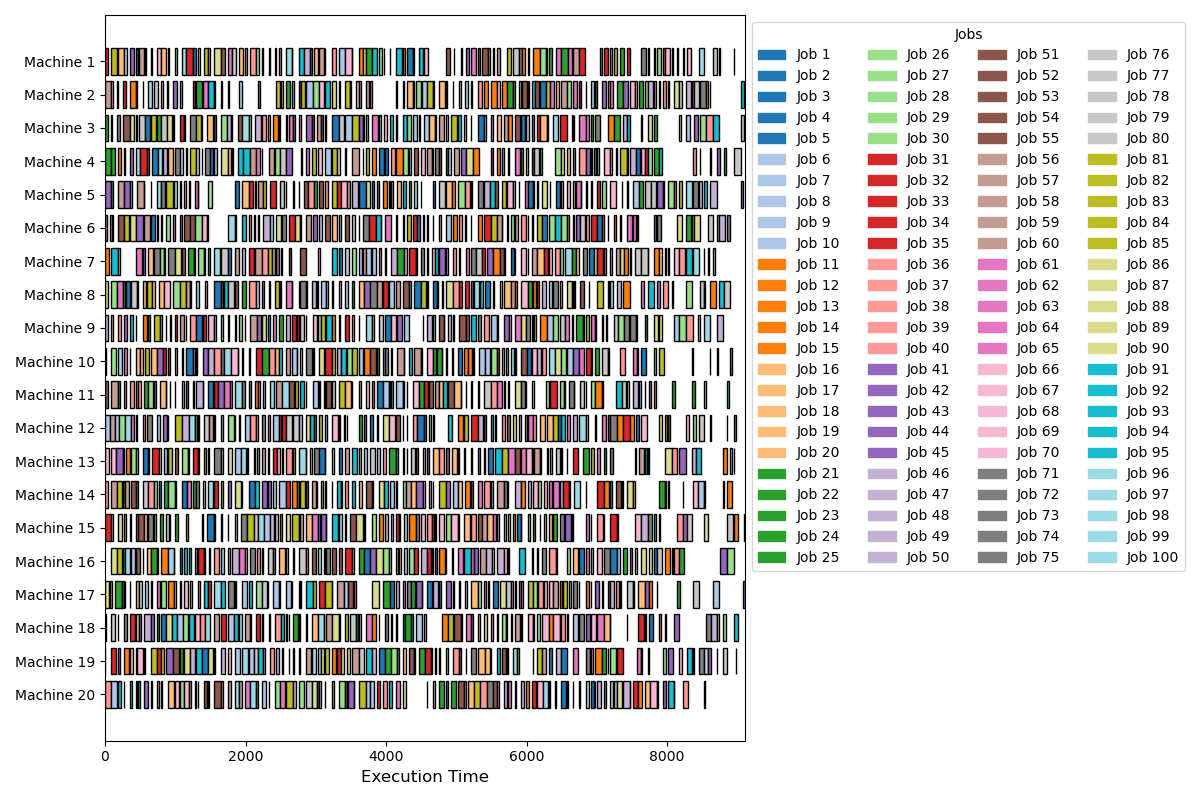 Machine 1
Machine 2
Machine 3
Machine 4
Machine 5
Machine 6
Machine 7
Machine 8
Machine 9
Machine 10
Machine 11
Machine 12
Machine 13
Machine 14
Machine 15
Machine 16
Machine 17
Machine 18
Machine 19
Machine 20
0 2000 4000 6000 8000
Execution Time
Jobs
Job 1 Job 26 Job 51 Job 76
Job 2 Job 27 Job 52 Job 77
Job 3 Job 28 Job 53 Job 78
Job 4 Job 29 Job 54 Job 79
Job 5 Job 30 Job 55 Job 80
Job 6 Job 31 Job 56 Job 81
Job 7 Job 32 Job 57 Job 82
Job 8 Job 33 Job 58 Job 83
Job 9 Job 34 Job 59 Job 84
Job 10 Job 35 Job 60 Job 85
Job 11 Job 36 Job 61 Job 86
Job 12 Job 37 Job 62 Job 87
Job 13 Job 38 Job 63 Job 88
Job 14 Job 39 Job 64 Job 89
Job 15 Job 40 Job 65 Job 90
Job 16 Job 41 Job 66 Job 91
Job 17 Job 42 Job 67 Job 92
Job 18 Job 43 Job 68 Job 93
Job 19 Job 44 Job 69 Job 94
Job 20 Job 45 Job 70 Job 95
Job 21 Job 46 Job 71 Job 96
Job 22 Job 47 Job 72 Job 97
Job 23 Job 48 Job 73 Job 98
Job 24 Job 49 Job 74 Job 99
Job 25 Job 50 Job 75 Job 100